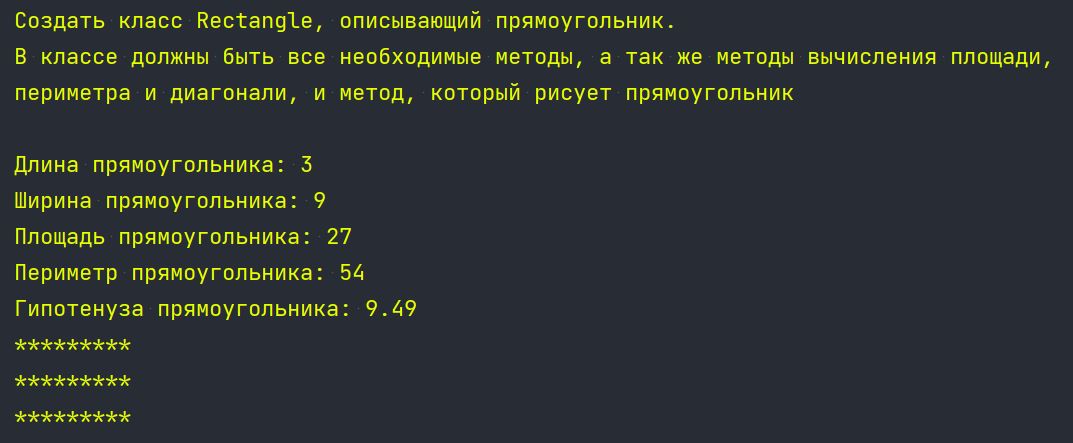 Создать класс Rectangle, описывающий прямоугольник.
В классе должны быть все необходимые методы, а так же методы вычисления площади,
периметра и диагонали, и метод, который рисует прямоугольник
Длина прямоугольника: 3
Ширина прямоугольника: 9
Площадь прямоугольника: 27
Периметр прямоугольника: 54
Гипотенуза прямоугольника: 9.49
*********
*********
*********